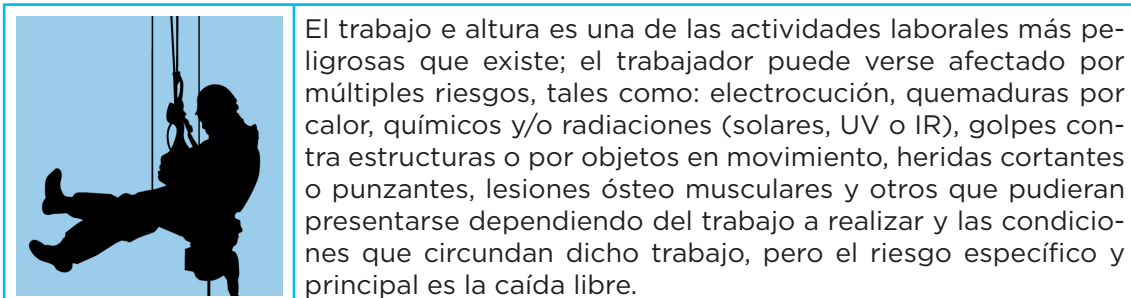 El trabajo e altura es una de las actividades laborales más pe-
ligrosas que existe; el trabajador puede verse afectado por
múltiples riesgos, tales como: electrocución, quemaduras por
calor, químicos y/o radiaciones (solares, UV o IR), golpes con-
tra estructuras o por objetos en movimiento, heridas cortantes
o punzantes, lesiones ósteo musculares y otros que pudieran
presentarse dependiendo del trabajo a realizar y las condicio-
nes que circundan dicho trabajo, pero el riesgo específico y
principal es la caída libre.